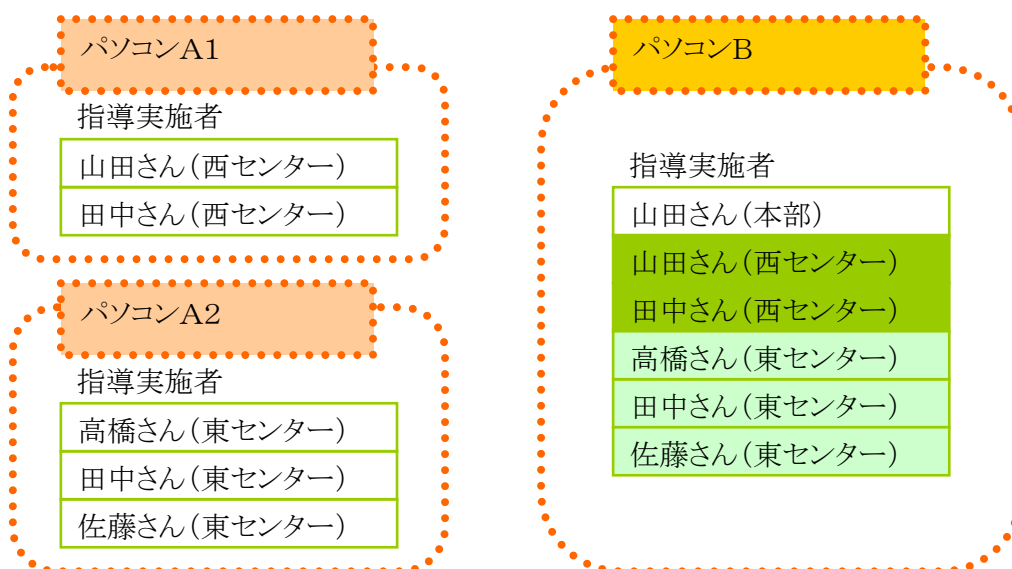 パソコンA1
指導実施者
山田さん(西センター)
田中さん(西センター)
パソコンA2
指導実施者
高橋さん(東センター)
田中さん(東センター)
佐藤さん(東センター)
パソコンB
指導実施者
山田さん(本部)
山田さん(西センター)
田中さん(西センター)
高橋さん(東センター)
田中さん(東センター)
佐藤さん(東センター)